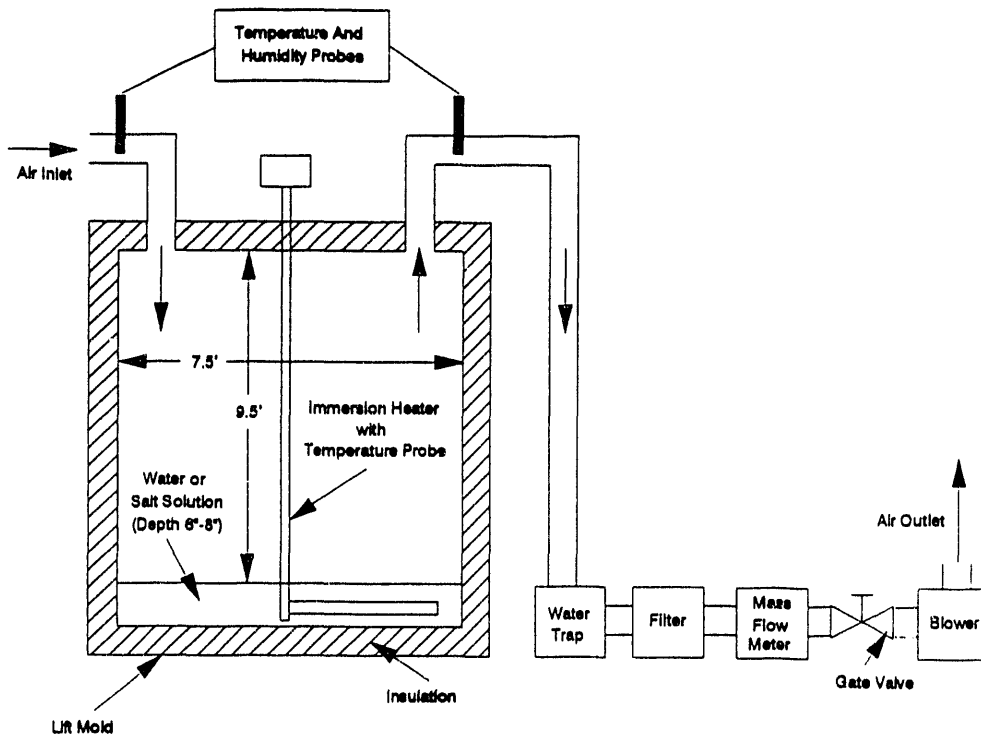 Temperature And
Humidity Probes
Air Inlet
7.5'
9.5'
Immersion Heater
with
Temperature Probe
Water or
Salt Solution
(Depth 6"-8")
Air Outlet
Water
Trap
Filter
Mass
Flow
Meter
Blower
Gate Valve
Insulation
Lift Mold